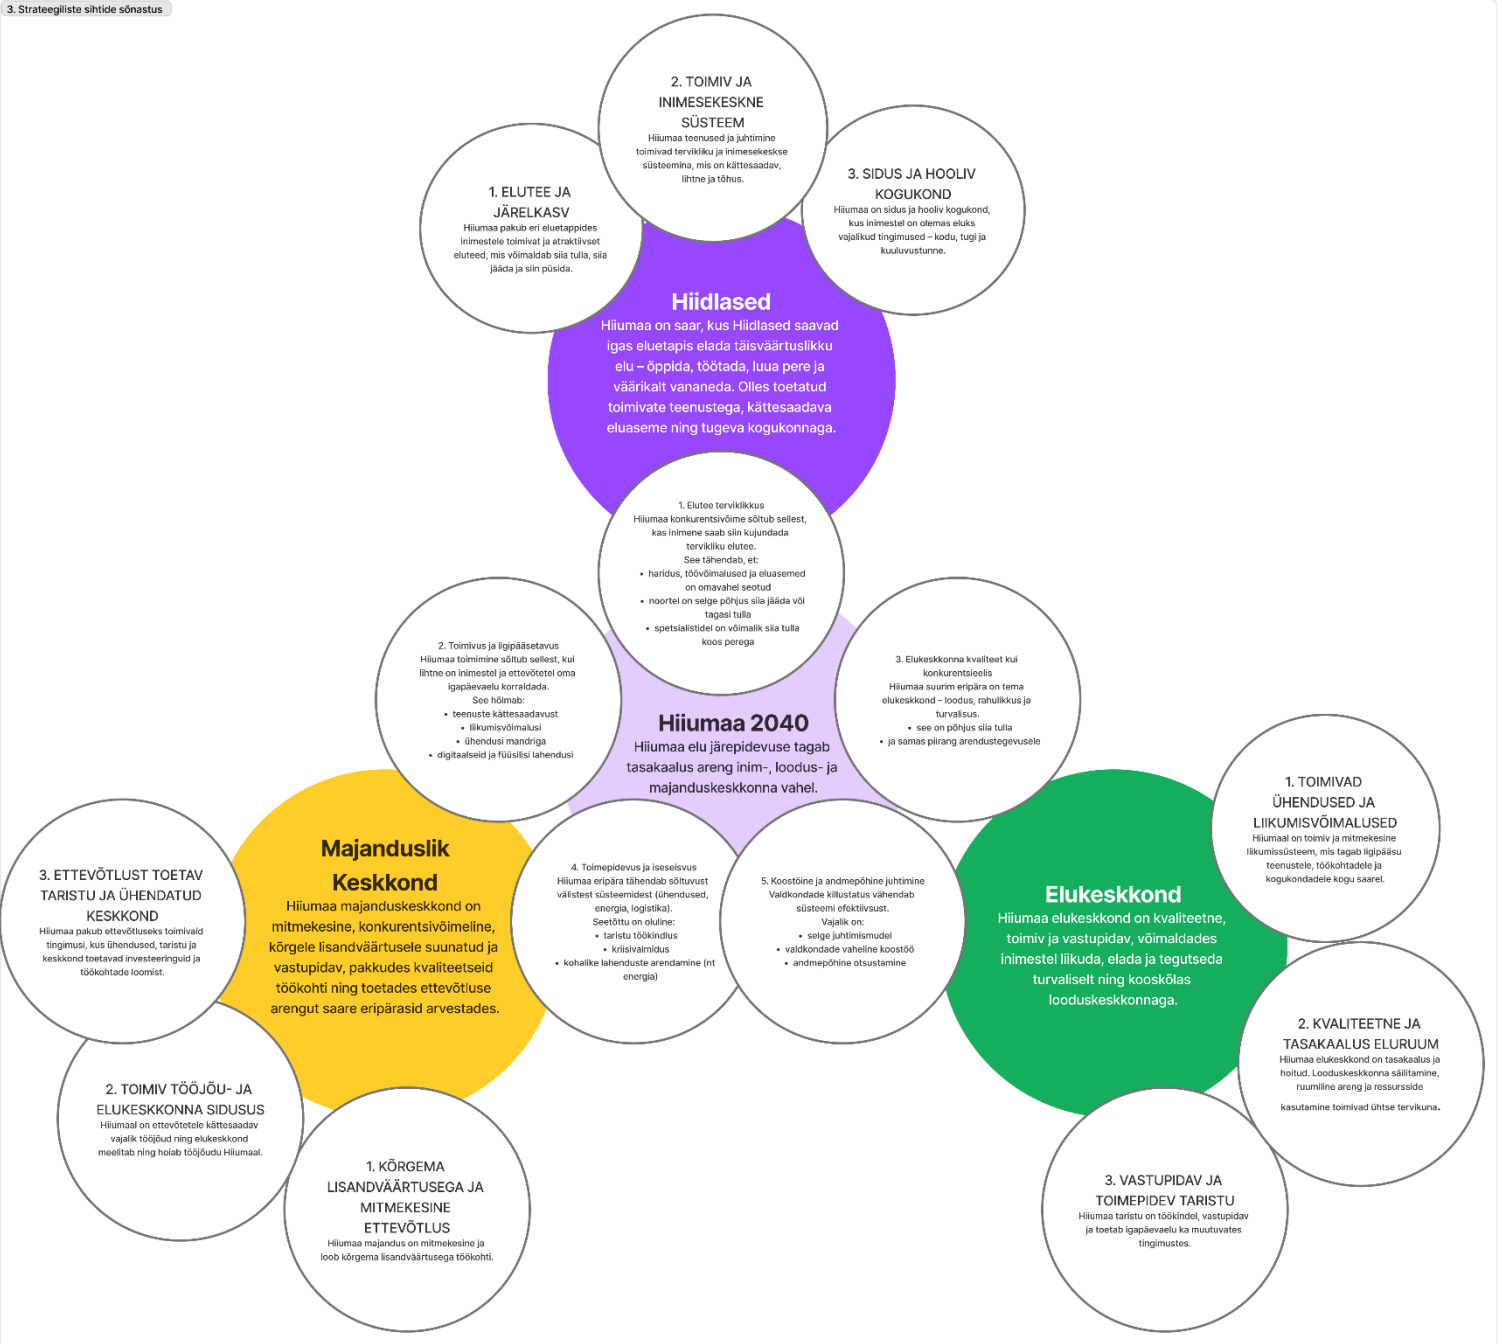 3. Strateegiliste sihtide sõnastus
2. TOIMIV JA
INIMESEKESKNE
SÜSTEEM
Hiiumaa teenused ja juhtimine
toimivad tervikliku ja inimesekeskse
süsteemina, mis on kättesaadav,
lihtne ja tõhus.
1. ELUTEE JA
JÄRELKASV
Hiiumaa pakub eri eluetappides
inimestele toimivat ja atraktiivset
eluteed, mis võimaldab siia tulla, siia
jääda ja siin püsida.
3. SIDUS JA HOOLIV
KOGUKOND
Hiiumaa on sidus ja hooliv kogukond,
kus inimestel on olemas eluks
vajalikud tingimused – kodu, tugi ja
kuuluvustunne.
Hiidlased
Hiiumaa on saar, kus Hiidlased saavad
igas eluetapis elada täisväärtuslikku
elu – õppida, töötada, luua pere ja
väärikalt vananeda. Olles toetatud
toimivate teenustega, kättesaadava
eluaseme ning tugeva kogukonnaga.
1. Elutee terviklikkus
Hiiumaa konkurentsivõime sõltub sellest,
kas inimene saab siin kujundada
tervikliku elutee.
See tähendab, et:
• haridus, töövõimalused ja eluasemed
on omavahel seotud
• noortel on selge põhjus siia jääda või
tagasi tulla
• spetsialistidel on võimalik siia tulla
koos perega
2. Toimivus ja ligipääsetavus
Hiiumaa toimimine sõltub sellest, kui
lihtne on inimestel ja ettevõtetel oma
igapäevaelu korraldada.
See hõlmab:
• teenuste kättesaadavust
• liikumisvõimalusi
• ühendusi mandriga
• digitaalseid ja füüsilisi lahendusi
3. Elukeskkonna kvaliteet kui
konkurentsieelis
Hiiumaa suurim eripära on tema
elukeskkond – loodus, rahulikkus ja
turvalisus.
• see on põhjus siia tulla
• ja samas piirang arendustegevusele
Hiiumaa 2040
Hiiumaa elu järepidevuse tagab
tasakaalus areng inim-, loodus- ja
majanduskeskkonna vahel.
4. Toimepidevus ja iseseisvus
Hiiumaa eripära tähendab sõltuvust
välistest süsteemidest (ühendused,
energia, logistika).
Seetõttu on oluline:
• taristu töökindlus
• kriisivalmidus
• kohalike lahenduste arendamine (nt
energia)
5. Koostöine ja andmepõhine juhtimine
Valdkondade killustatus vähendab
süsteemi efektiivsust.
Vajalik on:
• selge juhtimismudel
• valdkondade vaheline koostöö
• andmepõhine otsustamine
Majanduslik
Keskkond
Hiiumaa majanduskeskkond on
mitmekesine, konkurentsivõimeline,
kõrgele lisandväärtusele suunatud ja
vastupidav, pakkudes kvaliteetseid
töökohti ning toetades ettevõtluse
arengut saare eripärasid arvestades.
3. ETTEVÕTLUST TOETAV
TARISTU JA ÜHENDATUD
KESKKOND
Hiiumaa pakub ettevõtluseks toimivaid
tingimusi, kus ühendused, taristu ja
keskkond toetavad investeeringuid ja
töökohtade loomist.
2. TOIMIV TÖÖJÕU- JA
ELUKESKKONNA SIDUSUS
Hiiumaal on ettevõtetele kättesaadav
vajalik tööjõud ning elukeskkond
meelitab ning hoiab tööjõudu Hiiumaal.
1. KÕRGEMA
LISANDVÄÄRTUSEGA JA
MITMEKESINE
ETTEVÕTLUS
Hiiumaa majandus on mitmekesine ja
loob kõrgema lisandväärtusega töökohti.
Elukeskkond
Hiiumaa elukeskkond on kvaliteetne,
toimiv ja vastupidav, võimaldades
inimestel liikuda, elada ja tegutseda
turvaliselt ning kooskõlas
looduskeskkonnaga.
1. TOIMIVAD
ÜHENDUSED JA
LIIKUMISVÕIMALUSED
Hiiumaal on toimiv ja mitmekesine
liikumissüsteem, mis tagab ligipääsu
teenustele, töökohtadele ja
kogukondadele kogu saarel.
2. KVALITEETNE JA
TASAKAALUS ELURUUM
Hiiumaa elukeskkond on tasakaalus ja
hoitud. Looduskeskkonna säilitamine,
ruumiline areng ja ressursside
kasutamine toimivad ühtse tervikuna.
3. VASTUPIDAV JA
TOIMEPIDEV TARISTU
Hiiumaa taristu on töökindel, vastupidav
ja toetab igapäevaelu ka muutuvates
tingimustes.